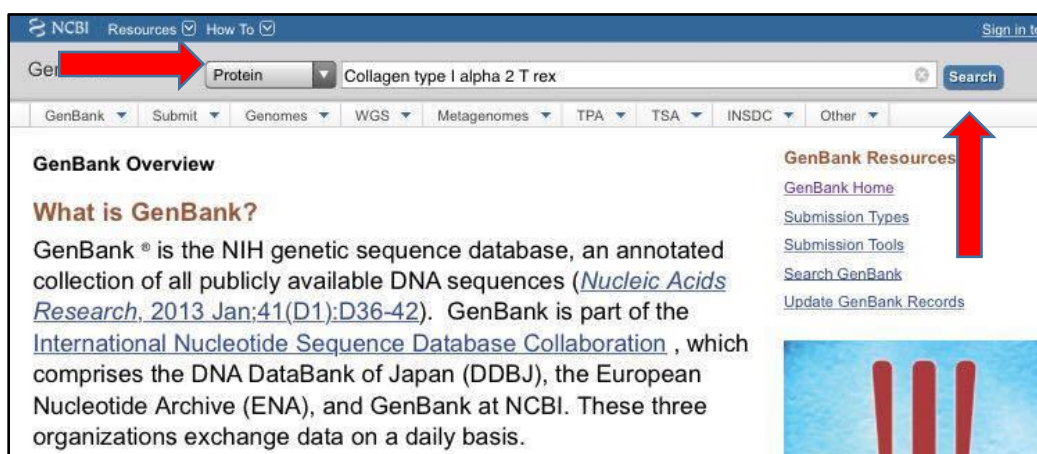 NCBI Resources How To Sign in to
Protein Collagen type I alpha 2 T rex Search
GenBank Submit Genomes WGS Metagenomes TPA TSA INSDC Other
GenBank Overview
What is GenBank?
GenBank ® is the NIH genetic sequence database, an annotated
collection of all publicly available DNA sequences (Nucleic Acids
Research, 2013 Jan;41(D1):D36-42). GenBank is part of the
International Nucleotide Sequence Database Collaboration , which
comprises the DNA DataBank of Japan (DDBJ), the European
Nucleotide Archive (ENA), and GenBank at NCBI. These three
organizations exchange data on a daily basis.
GenBank Resources
GenBank Home
Submission Types
Submission Tools
Search GenBank
Update GenBank Records